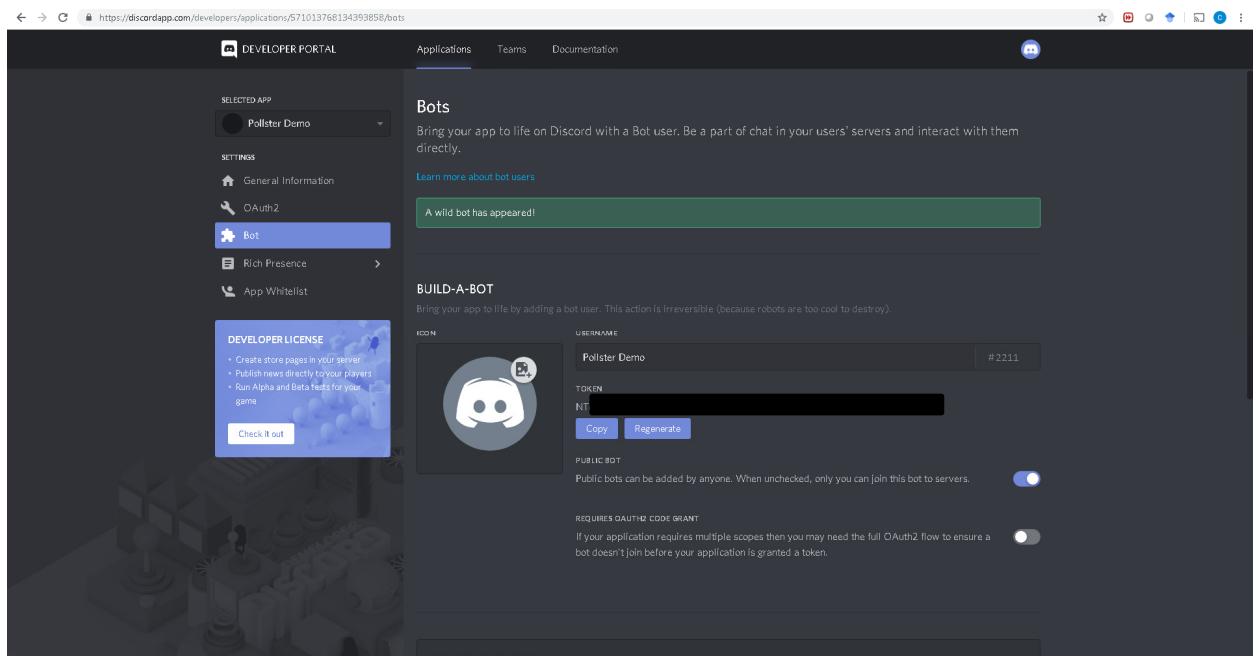 https://discordapp.com/developers/applications/571013768134393858/bots
DEVELOPER PORTAL
Applications
Teams
Documentation
SELECTED APP
Pollster Demo
SETTINGS
General Information
OAuth2
Bot
Rich Presence
App Whitelist
DEVELOPER LICENSE
• Create store pages in your server
• Publish news directly to your players
• Run Alpha and Beta tests for your
game
Check it out
Bots
Bring your app to life on Discord with a Bot user. Be a part of chat in your users' servers and interact with them
directly.
Learn more about bot users
A wild bot has appeared!
BUILD-A-BOT
Bring your app to life by adding a bot user. This action is irreversible (because robots are too cool to destroy).
ICON
USERNAME
Pollster Demo
#2211
TOKEN
NT
Copy
Regenerate
PUBLIC BOT
Public bots can be added by anyone. When unchecked, only you can join this bot to servers.
REQUIRES OAUTH2 CODE GRANT
If your application requires multiple scopes then you may need the full OAuth2 flow to ensure a
bot doesn't join before your application is granted a token.